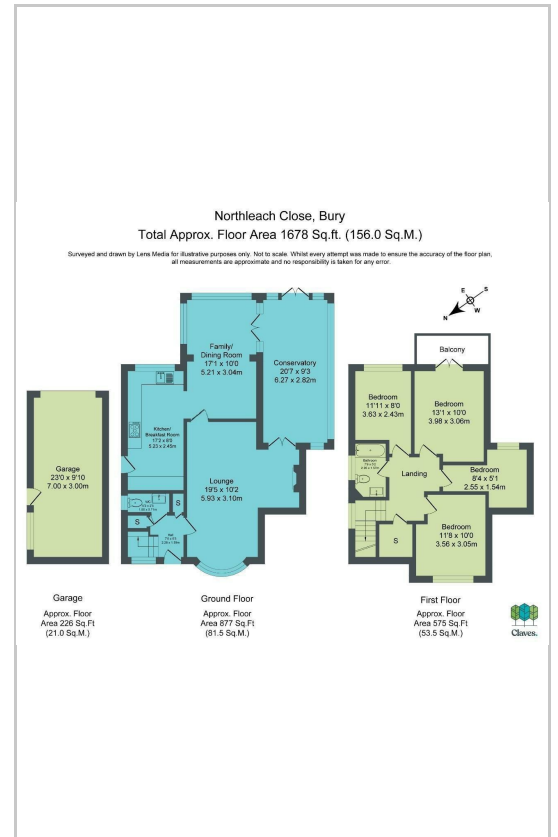 Northleach Close, Bury
Total Approx. Floor Area 1678 Sq.ft. (156.0 Sq.M.)
Surveyed and drawn by Lens Media for illustrative purposes only. Not to scale. Whilst every attempt was made to ensure the accuracy of the floor plan,
all measurements are approximate and no responsibility is taken for any error.
E
S
N
W
Family/
Dining Room
17'1 x 10'0
5.21 x 3.04m
Conservatory
20'7 x 9'3
6.27 x 2.82m
Kitchen/
Breakfast Room
17'2 x 8'0
5.23 x 2.45m
Lounge
19'5 x 10'2
5.93 x 3.10m
WC
S
S
Hall
Garage
23'0 x 9'10
7.00 x 3.00m
Balcony
Bedroom
11'11 x 8'0
3.63 x 2.43m
Bedroom
13'1 x 10'0
3.98 x 3.06m
Bathroom
Landing
Bedroom
8'4 x 5'1
2.55 x 1.54m
Bedroom
11'8 x 10'0
3.56 x 3.05m
S
Garage
Approx. Floor
Area 226 Sq.Ft
(21.0 Sq.M.)
Ground Floor
Approx. Floor
Area 877 Sq.Ft
(81.5 Sq.M.)
First Floor
Approx. Floor
Area 575 Sq.Ft
(53.5 Sq.M.)
Claves.